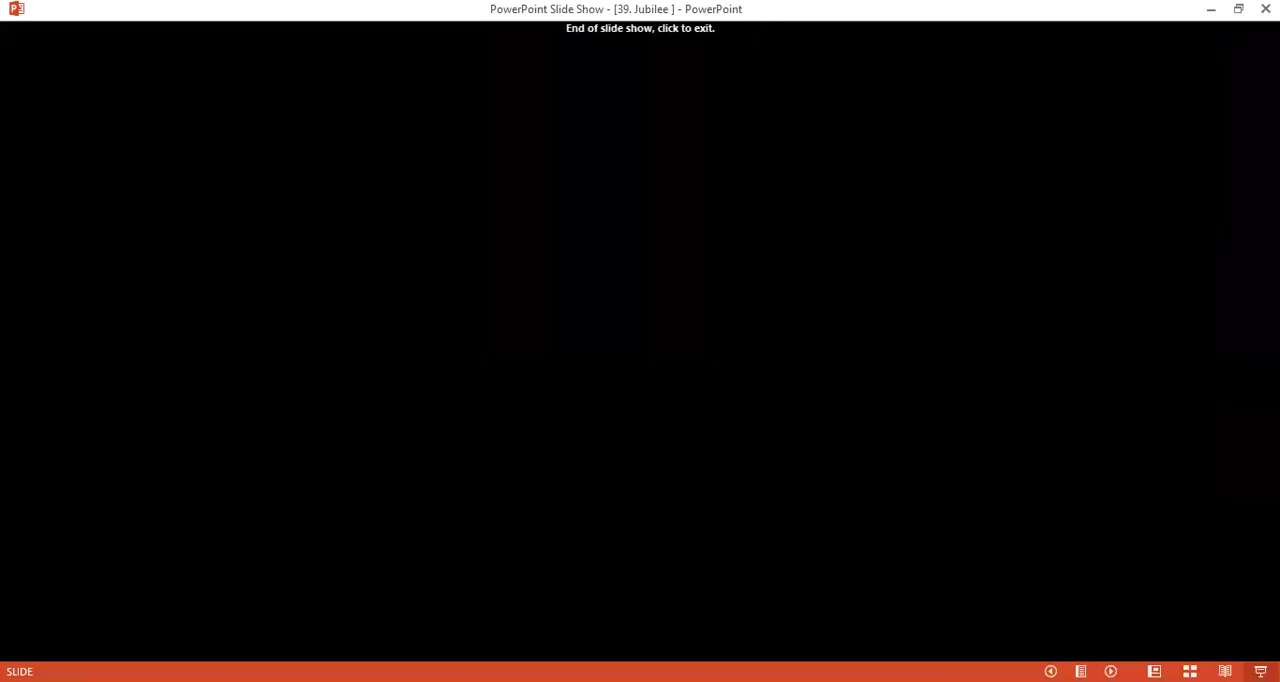 PowerPoint Slide Show - [39. Jubilee ] - PowerPoint
End of slide show, click to exit.
SLIDE